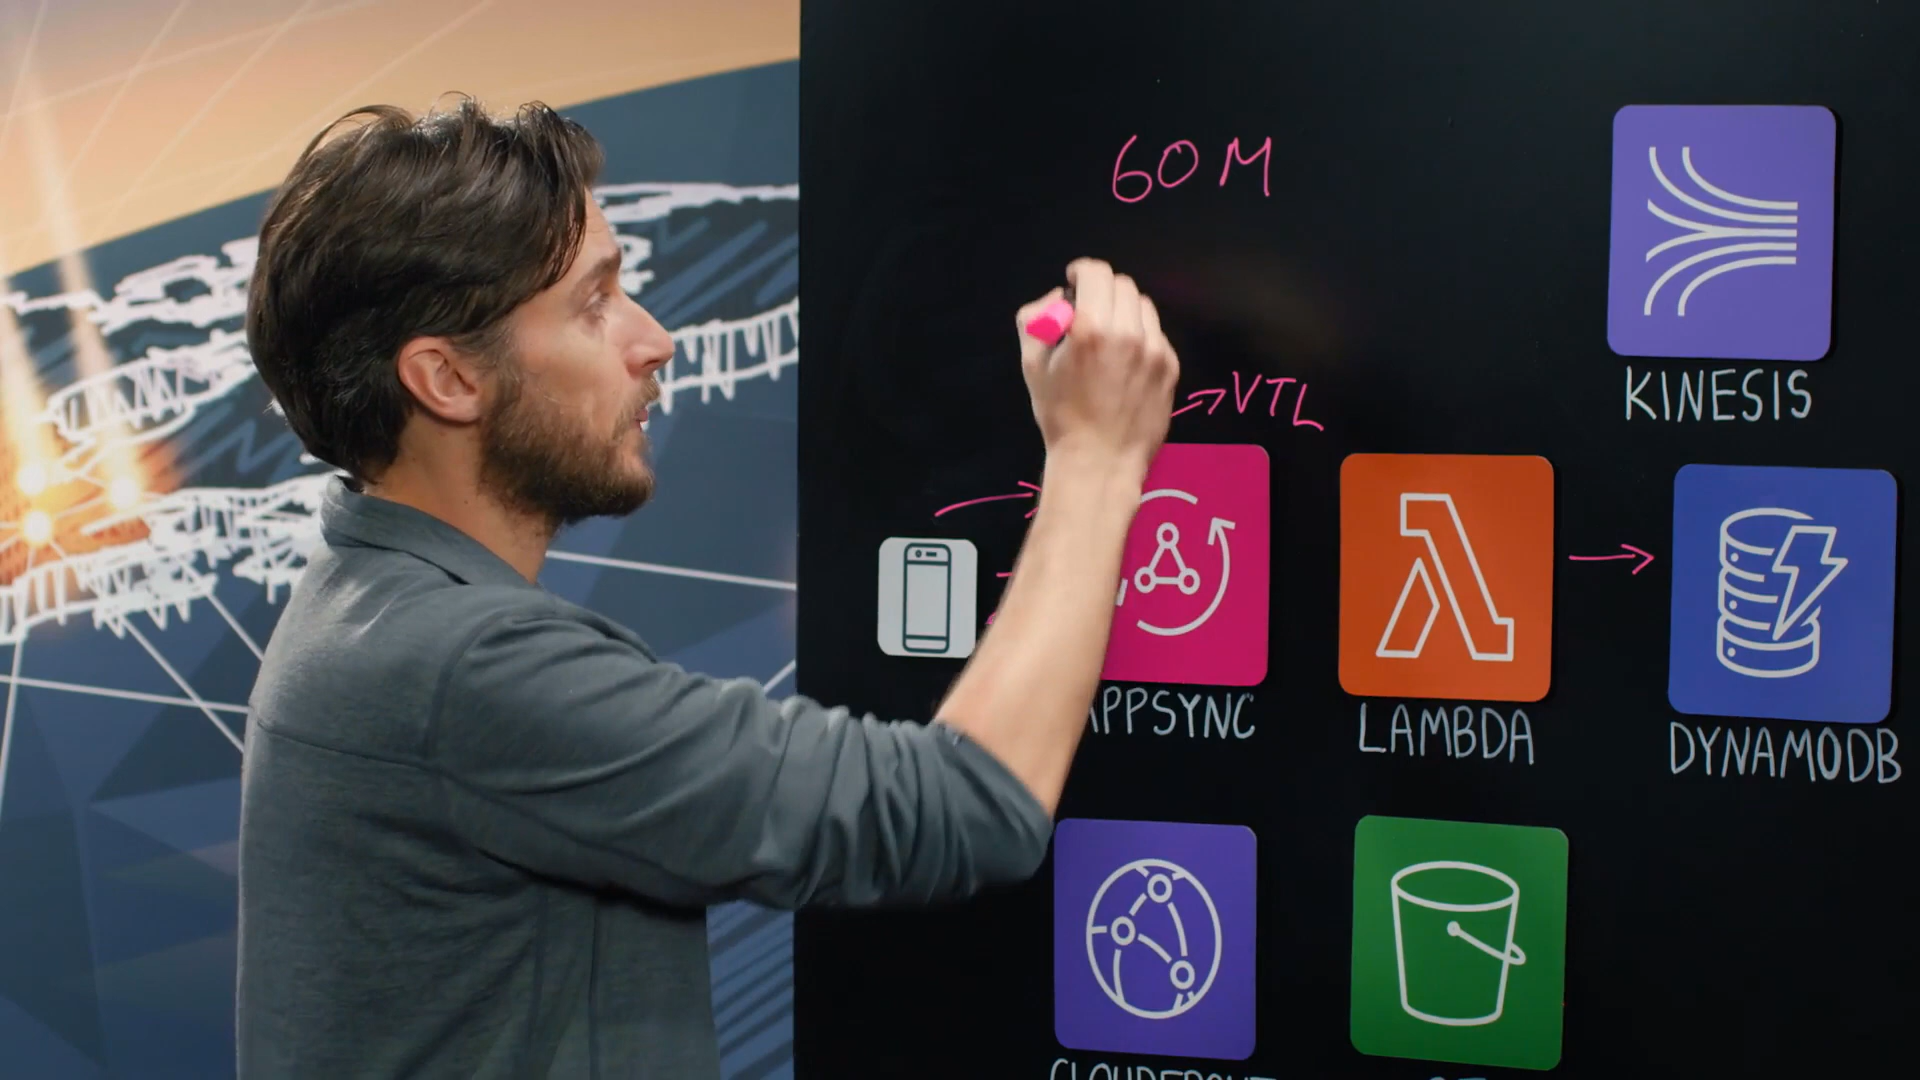 60M
VTL
KINESIS
APPSYNC
LAMBDA
DYNAMODB